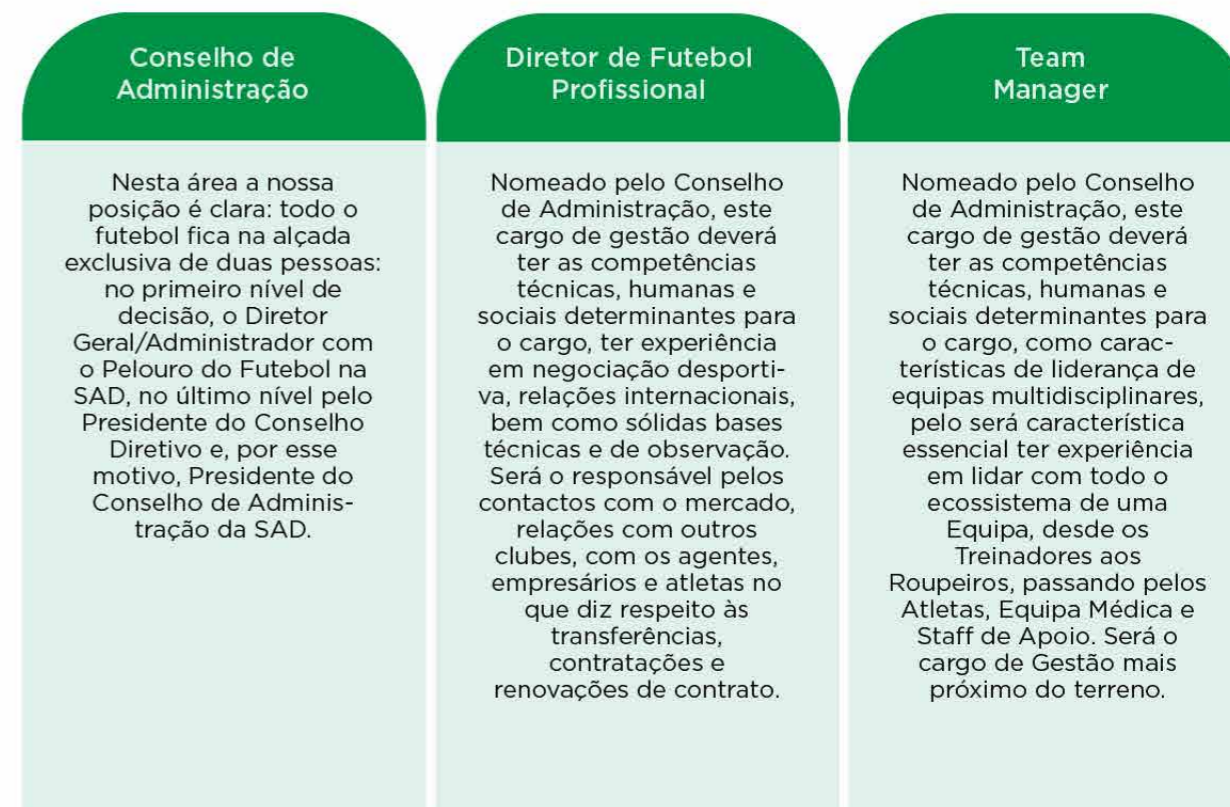 Conselho de
Administração
Nesta área a nossa
posição é clara: todo o
futebol fica na alçada
exclusiva de duas pessoas:
no primeiro nível de
decisão, o Diretor
Geral/Administrador com
o Pelouro do Futebol na
SAD, no último nível pelo
Presidente do Conselho
Diretivo e, por esse
motivo, Presidente do
Conselho de Adminis-
tração da SAD.
Diretor de Futebol
Profissional
Nomeado pelo Conselho
de Administração, este
cargo de gestão deverá
ter as competências
técnicas, humanas e
sociais determinantes para
o cargo, ter experiência
em negociação desporti-
va, relações internacionais,
bem como sólidas bases
técnicas e de observação.
Será o responsável pelos
contactos com o mercado,
relações com outros
clubes, com os agentes,
empresários e atletas no
que diz respeito às
transferências,
contratações e
renovações de contrato.
Team
Manager
Nomeado pelo Conselho
de Administração, este
cargo de gestão deverá
ter as competências
técnicas, humanas e
sociais determinantes para
o cargo, como carac-
terísticas de liderança de
equipas multidisciplinares,
pelo será característica
essencial ter experiência
em lidar com todo o
ecossistema de uma
Equipa, desde os
Treinadores aos
Roupeiros, passando pelos
Atletas, Equipa Médica e
Staff de Apoio. Será o
cargo de Gestão mais
próximo do terreno.